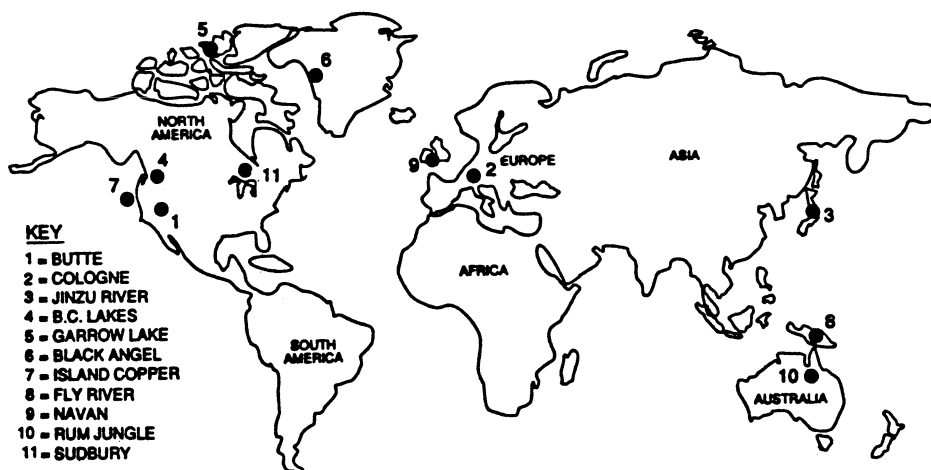 5
6
NORTH
AMERICA
4
11
7
1
9
EUROPE
2
ASIA
3
AFRICA
SOUTH
AMERICA
8
10
AUSTRALIA
KEY
1 = BUTTE
2 = COLOGNE
3 = JINZU RIVER
4 = B.C. LAKES
5 = GARROW LAKE
6 = BLACK ANGEL
7 = ISLAND COPPER
8 = FLY RIVER
9 = NAVAN
10 = RUM JUNGLE
11 = SUDBURY